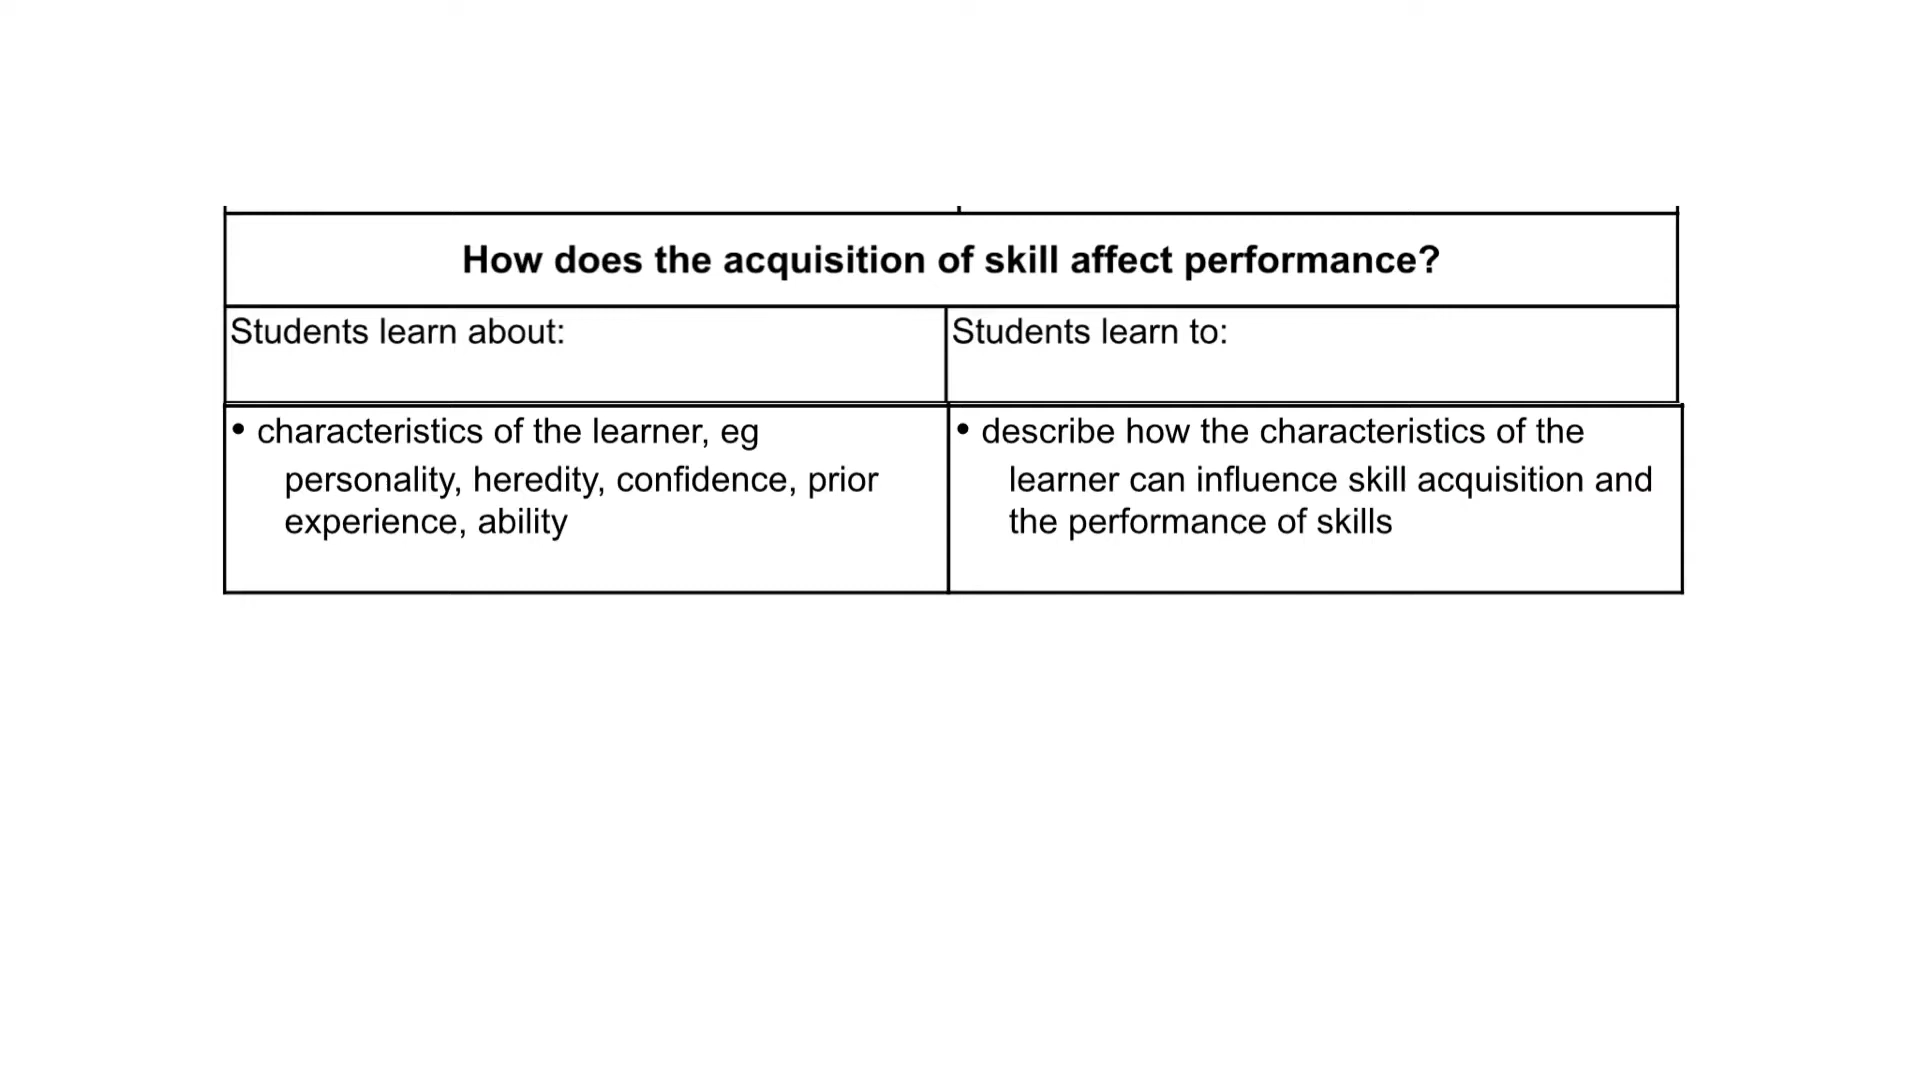 How does the acquisition of skill affect performance?
Students learn about:
Students learn to:
• characteristics of the learner, eg
personality, heredity, confidence, prior
experience, ability
• describe how the characteristics of the
learner can influence skill acquisition and
the performance of skills